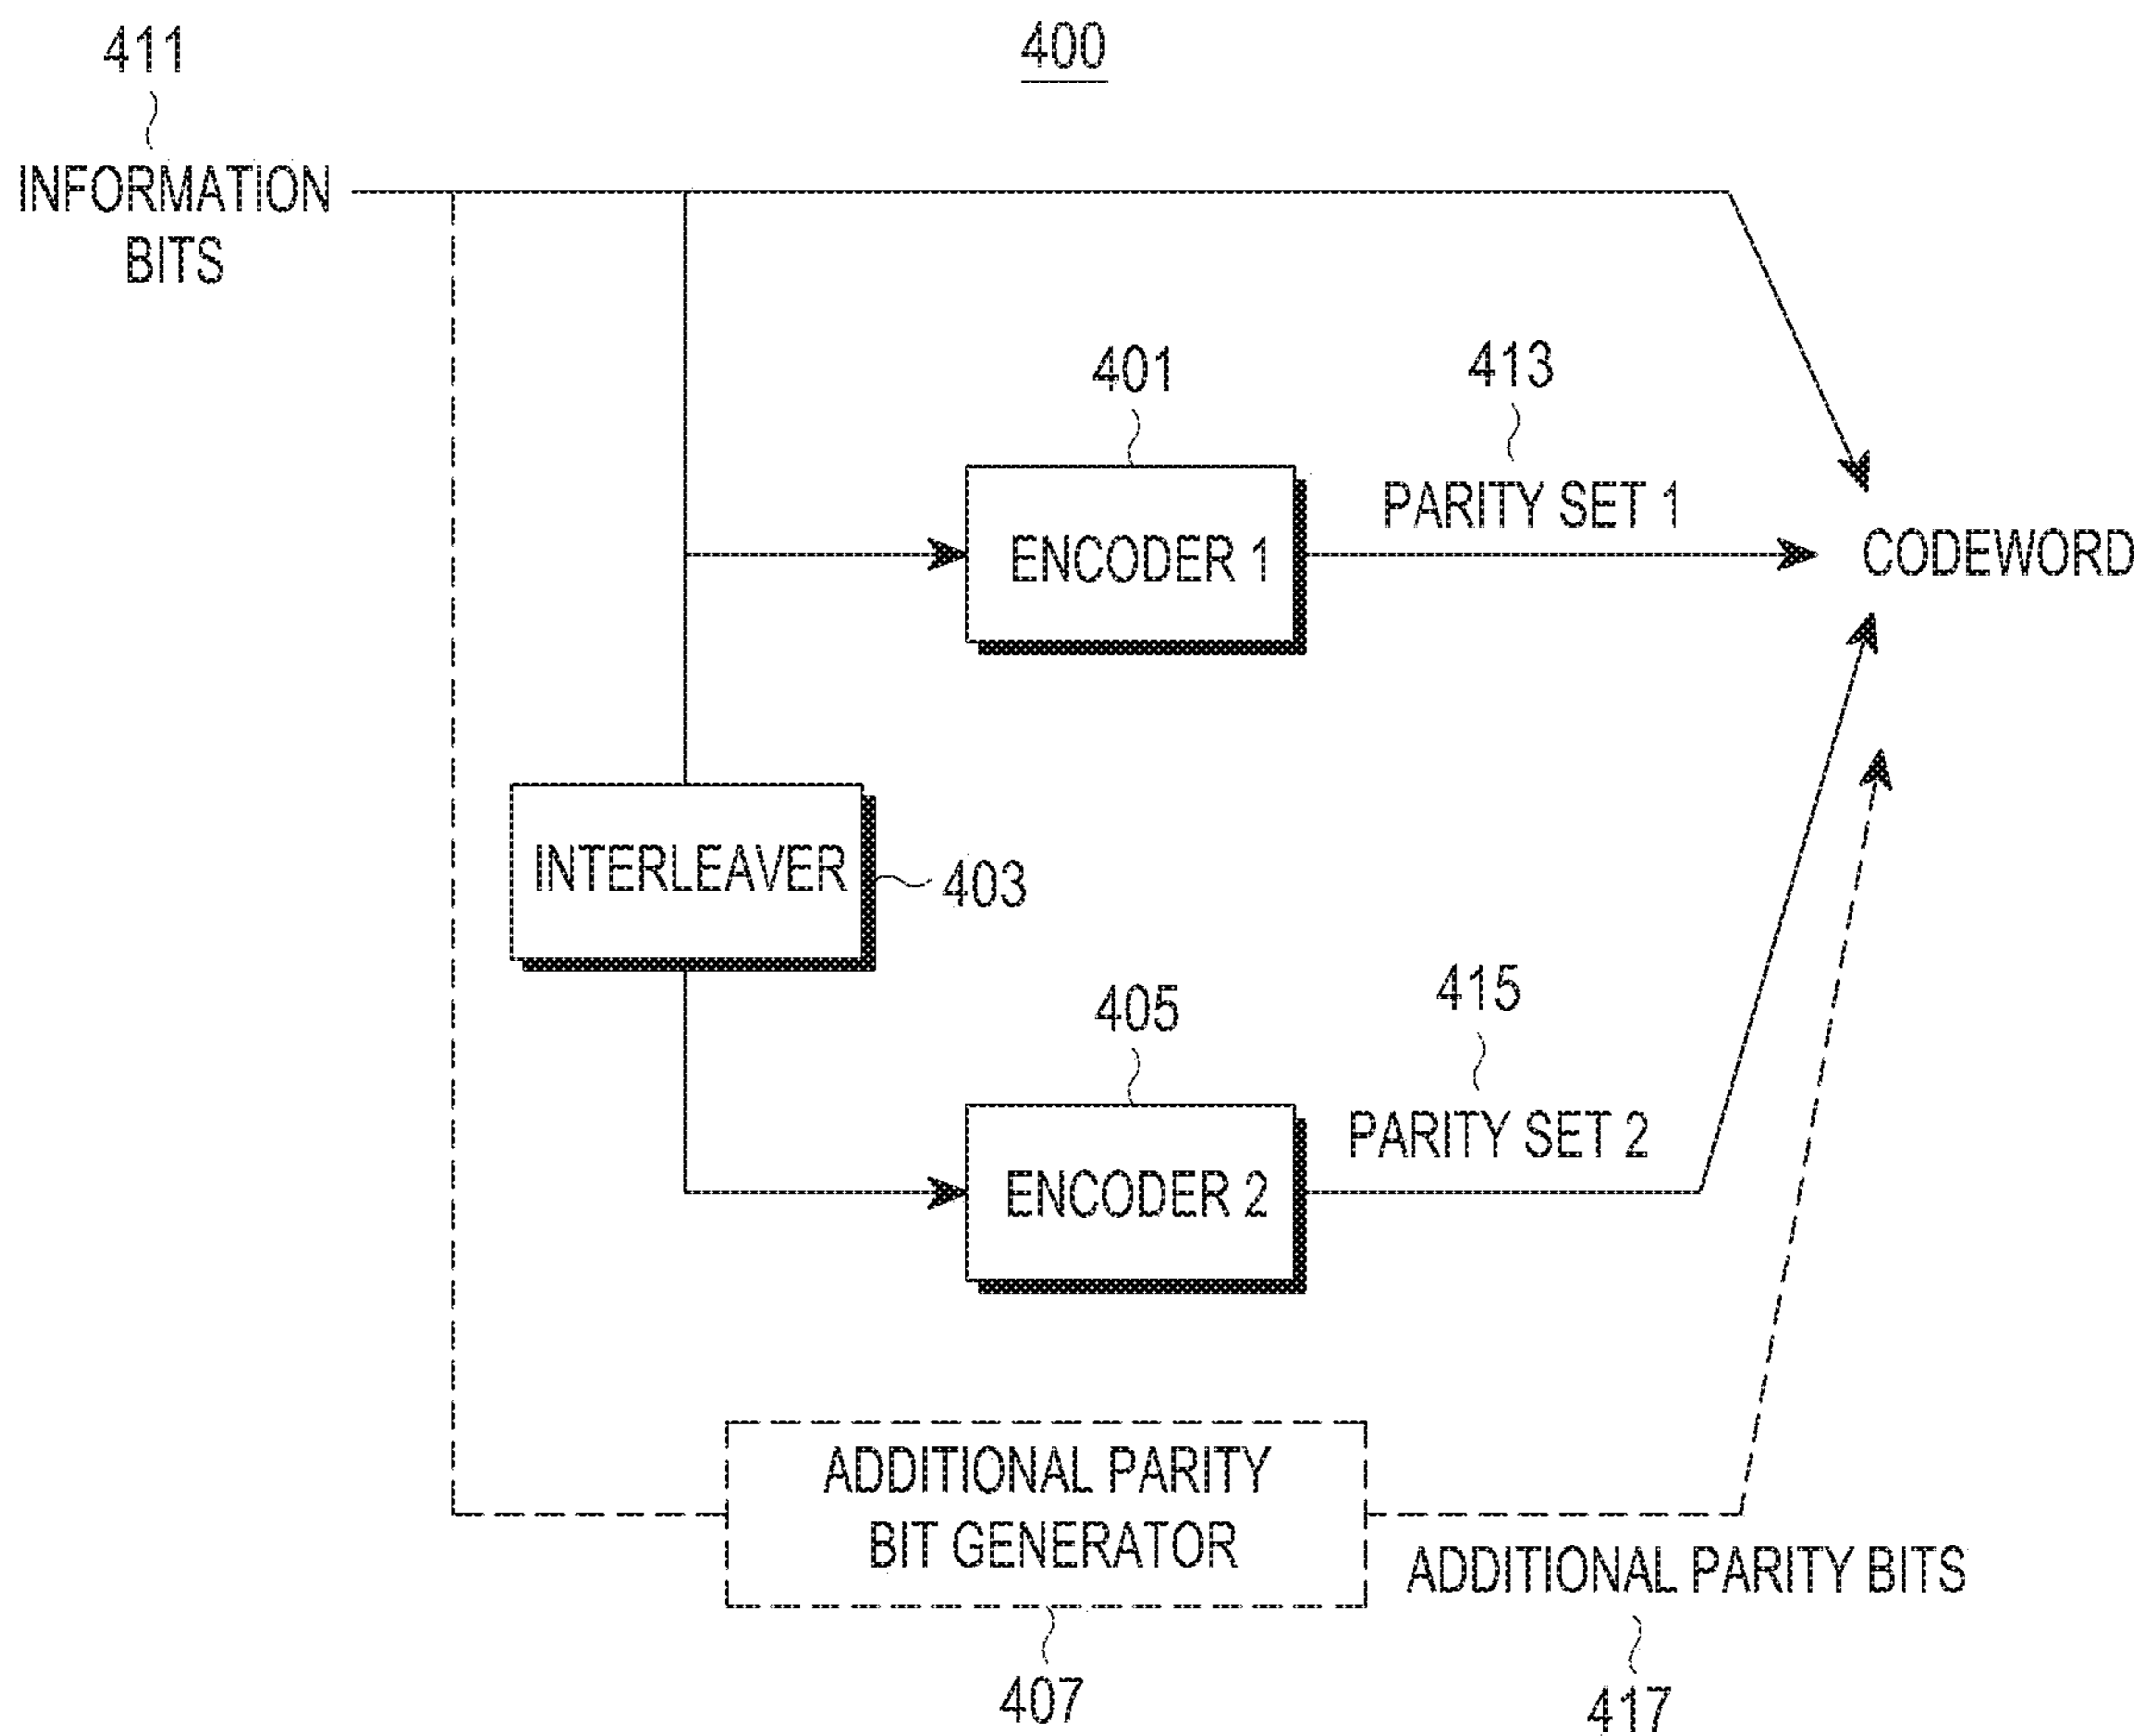 411
400
INFORMATION
BITS
401
413
PARITY SET 1
ENCODER 1
CODEWORD
INTERLEAVER
403
415
405
PARITY SET 2
ENCODER 2
ADDITIONAL PARITY
BIT GENERATOR
ADDITIONAL PARITY BITS
407
417